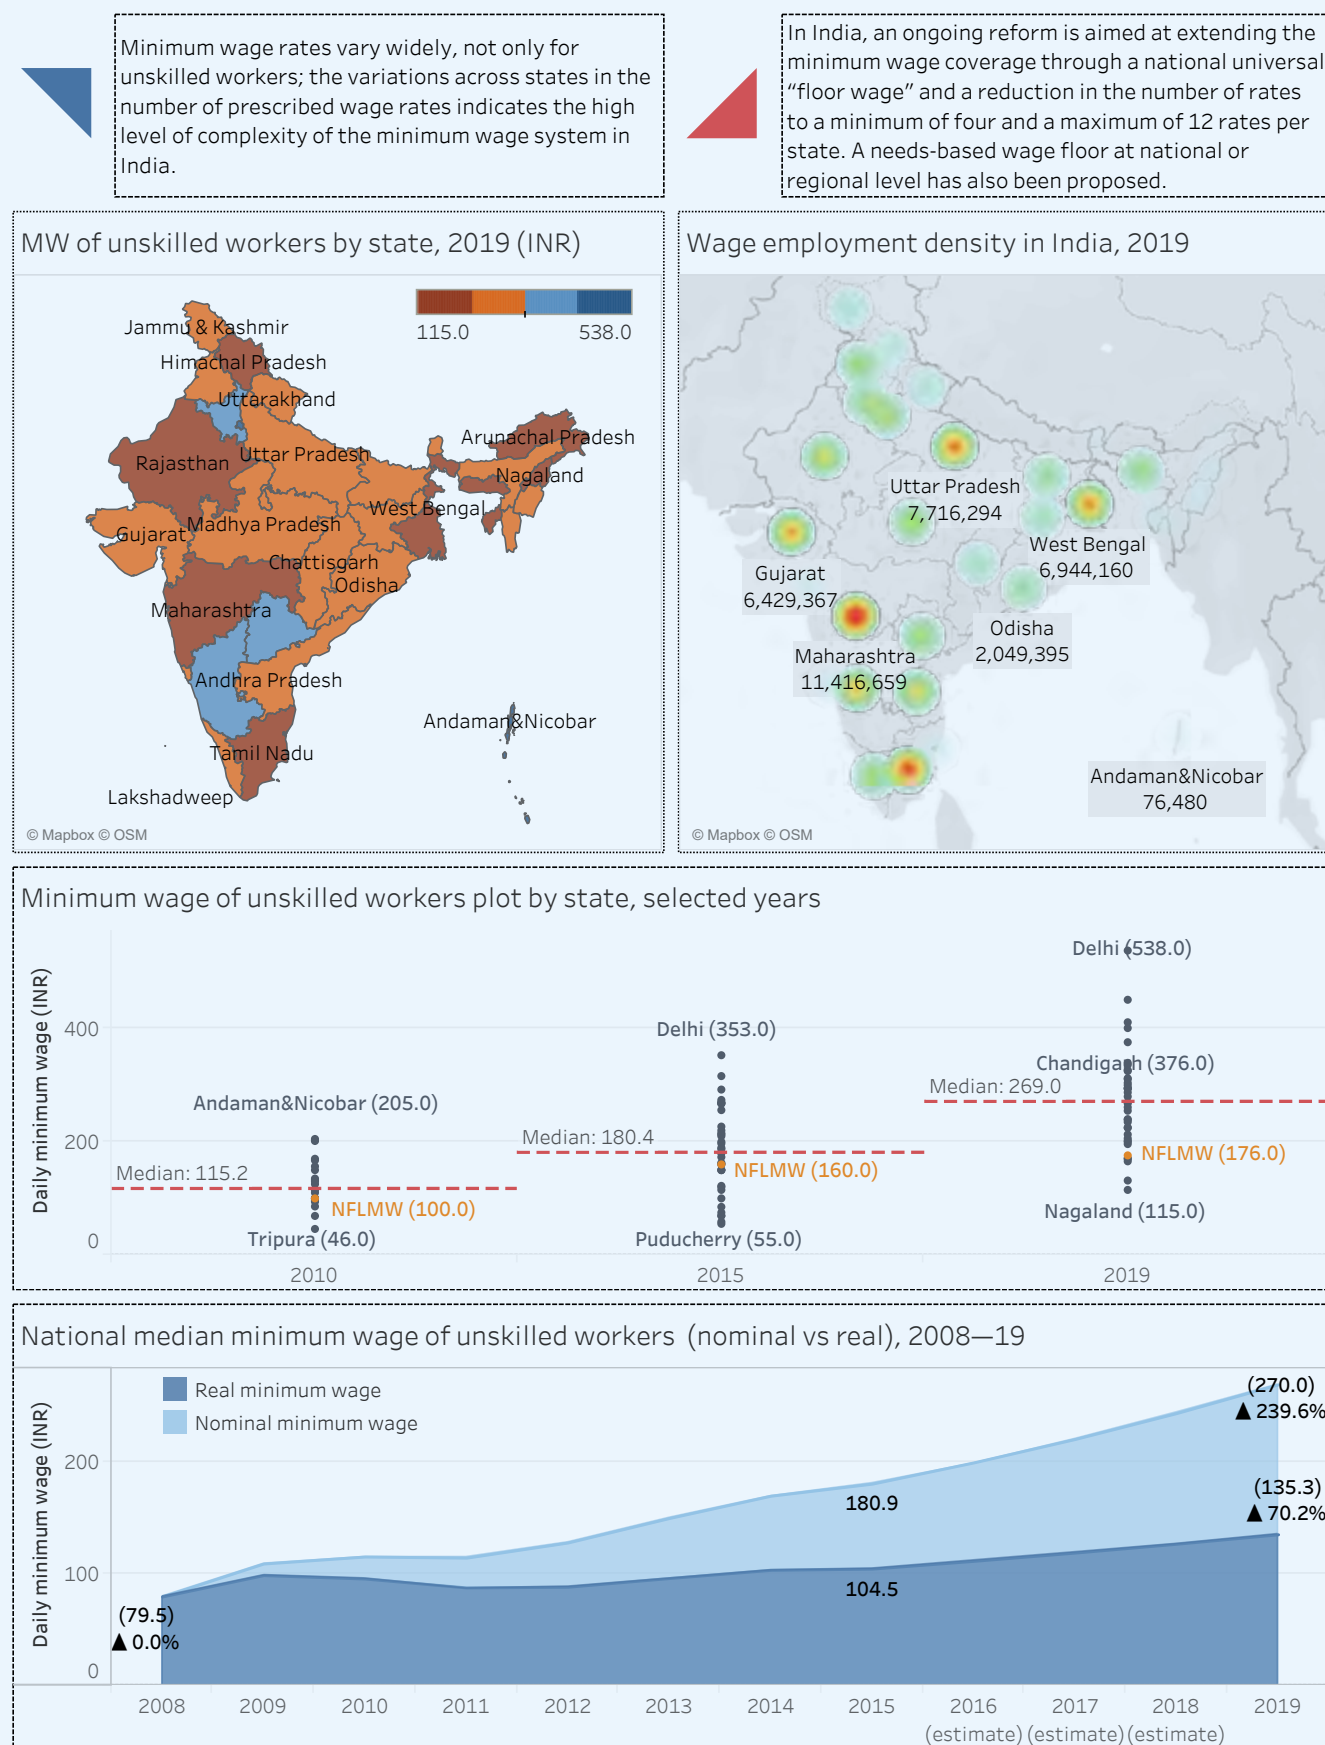 Minimum wage rates vary widely, not only for
unskilled workers; the variations across states in the
number of prescribed wage rates indicates the high
level of complexity of the minimum wage system in
India.
In India, an ongoing reform is aimed at extending the
minimum wage coverage through a national universal
“floor wage” and a reduction in the number of rates
to a minimum of four and a maximum of 12 rates per
state. A needs-based wage floor at national or
regional level has also been proposed.
MW of unskilled workers by state, 2019 (INR)
115.0
538.0
Jammu & Kashmir
Himachal Pradesh
Uttarakhand
Arunachal Pradesh
Rajasthan
Uttar Pradesh
Nagaland
West Bengal
Gujarat
Madhya Pradesh
Chattisgarh
Odisha
Maharashtra
Andhra Pradesh
Andaman&Nicobar
Tamil Nadu
Lakshadweep
© Mapbox © OSM
Wage employment density in India, 2019
Uttar Pradesh
7,716,294
West Bengal
6,944,160
Gujarat
6,429,367
Odisha
2,049,395
Maharashtra
11,416,659
Andaman&Nicobar
76,480
© Mapbox © OSM
Minimum wage of unskilled workers plot by state, selected years
Daily minimum wage (INR)
400
200
0
Andaman&Nicobar (205.0)
Median: 115.2
NFLMW (100.0)
Tripura (46.0)
Delhi (353.0)
Median: 180.4
NFLMW (160.0)
Puducherry (55.0)
Delhi (538.0)
Chandigarh (376.0)
Median: 269.0
NFLMW (176.0)
Nagaland (115.0)
2010
2015
2019
National median minimum wage of unskilled workers (nominal vs real), 2008—19
Daily minimum wage (INR)
200
100
0
Real minimum wage
Nominal minimum wage
(79.5)
▲ 0.0%
180.9
104.5
(270.0)
▲ 239.6%
(135.3)
▲ 70.2%
2008
2009
2010
2011
2012
2013
2014
2015
2016
(estimate)
2017
(estimate)
2018
(estimate)
2019